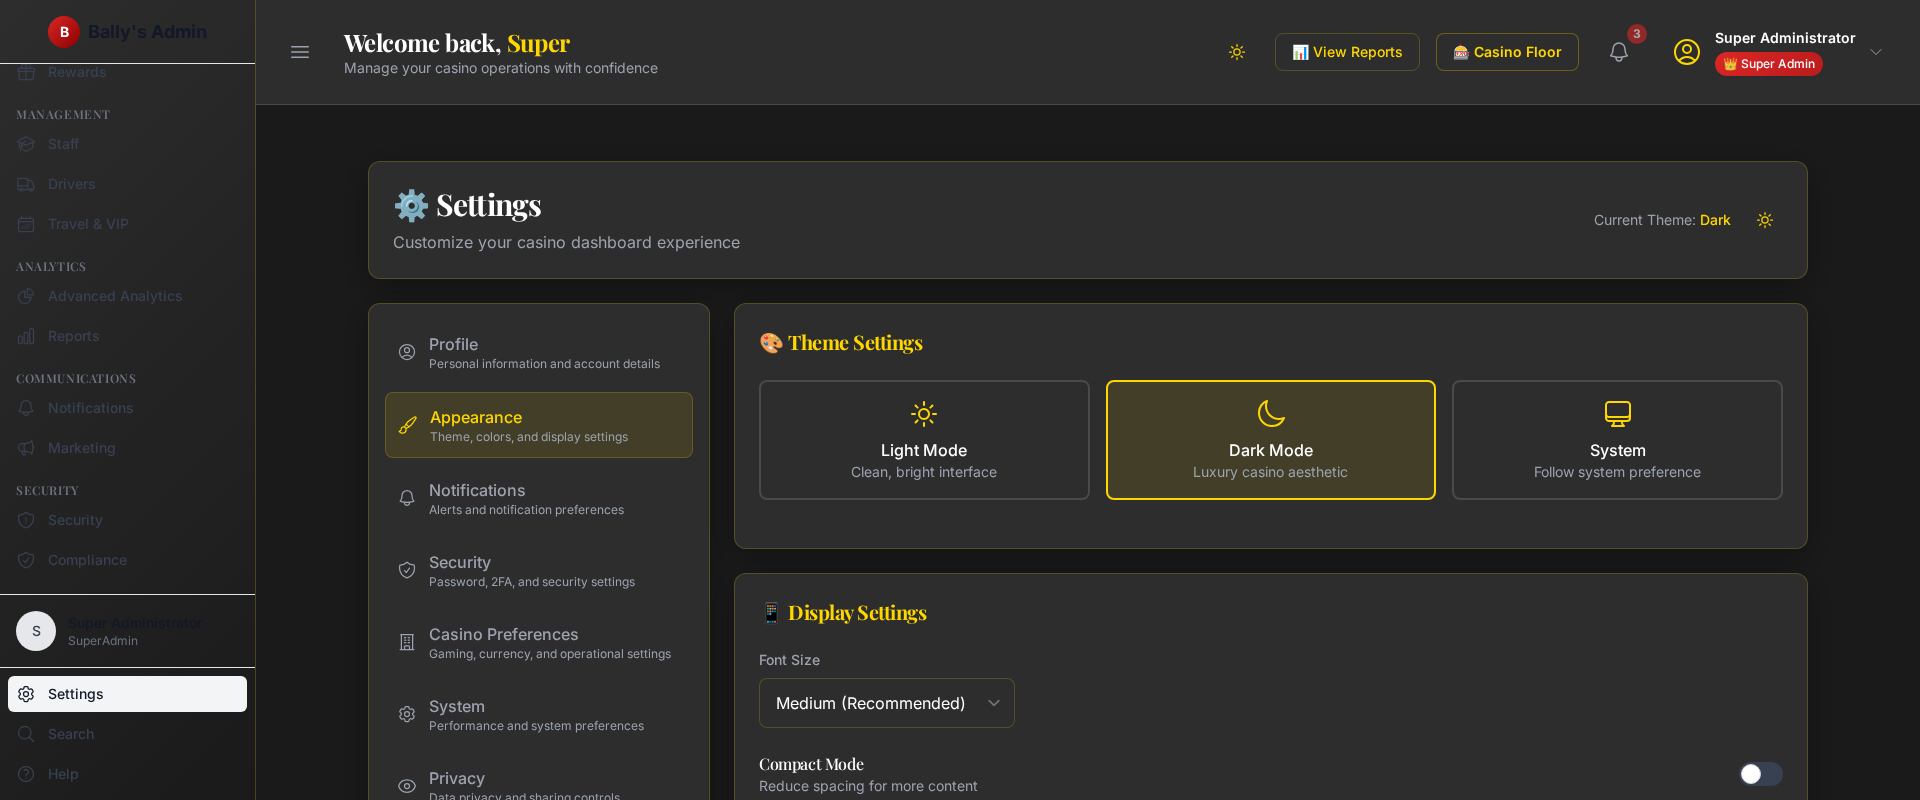 B Bally's Admin
Rewards
MANAGEMENT
Staff
Drivers
Travel & VIP
ANALYTICS
Advanced Analytics
Reports
COMMUNICATIONS
Notifications
Marketing
SECURITY
Security
Compliance
S
Super Administrator
SuperAdmin
Settings
Search
Help
Welcome back, Super
Manage your casino operations with confidence
📊 View Reports
🎰 Casino Floor
3
Super Administrator
👑 Super Admin
⚙️ Settings
Customize your casino dashboard experience
Current Theme: Dark
Profile
Personal information and account details
Appearance
Theme, colors, and display settings
Notifications
Alerts and notification preferences
Security
Password, 2FA, and security settings
Casino Preferences
Gaming, currency, and operational settings
System
Performance and system preferences
Privacy
Data privacy and sharing controls
🎨 Theme Settings
Light Mode
Clean, bright interface
Dark Mode
Luxury casino aesthetic
System
Follow system preference
📱 Display Settings
Font Size
Medium (Recommended)
Compact Mode
Reduce spacing for more content